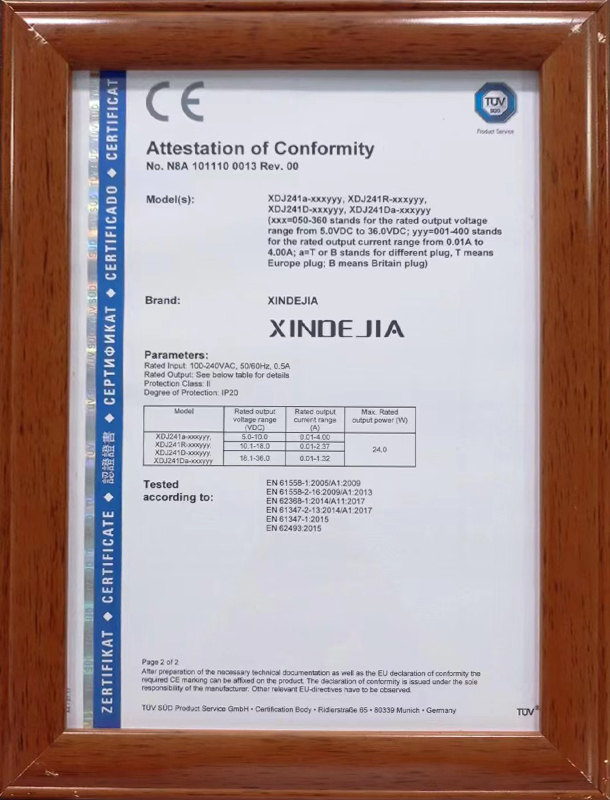 CE
TÜV
SÜD
Product Service
Attestation of Conformity
No. N8A 101110 0013 Rev. 00
Model(s): XDJ241a-xxxyyy, XDJ241R-xxxyyy,
XDJ241D-xxxyyy, XDJ241Da-xxxyyy
(xxx=050-360 stands for the rated output voltage
range from 5.0VDC to 36.0VDC; yyy=001-400 stands
for the rated output current range from 0.01A to
4.00A; a=T or B stands for different plug, T means
Europe plug; B means Britain plug)
Brand: XINDEJIA
XINDEJIA
Parameters:
Rated Input: 100-240VAC, 50/60Hz, 0.5A
Rated Output: See below table for details
Protection Class: II
Degree of Protection: IP20
Model Rated output voltage range (VDC) Rated output current range (A) Max. Rated output power (W)
XDJ241a-xxxyyy, XDJ241R-xxxyyy, XDJ241D-xxxyyy, XDJ241Da-xxxyyy
5.0-10.0 0.01-4.00
10.1-18.0 0.01-2.37
18.1-36.0 0.01-1.32
24.0
Tested
according to:
EN 61558-1:2005/A1:2009
EN 61558-2-16:2009/A1:2013
EN 62368-1:2014/A11:2017
EN 61347-2-13:2014/A1:2017
EN 61347-1:2015
EN 62493:2015
Page 2 of 2
After preparation of the necessary technical documentation as well as the EU declaration of conformity the
required CE marking can be affixed on the product. The declaration of conformity is issued under the sole
responsibility of the manufacturer. Other relevant EU-directives have to be observed.
TÜV SÜD Product Service GmbH • Certification Body • Ridlerstraße 65 • 80339 Munich • Germany
TÜV®
ZERTIFIKAT ◆ CERTIFICATE ◆ 認證證書 ◆ СЕРТИФИКАТ ◆ CERTIFICADO ◆ CERTIFICAT